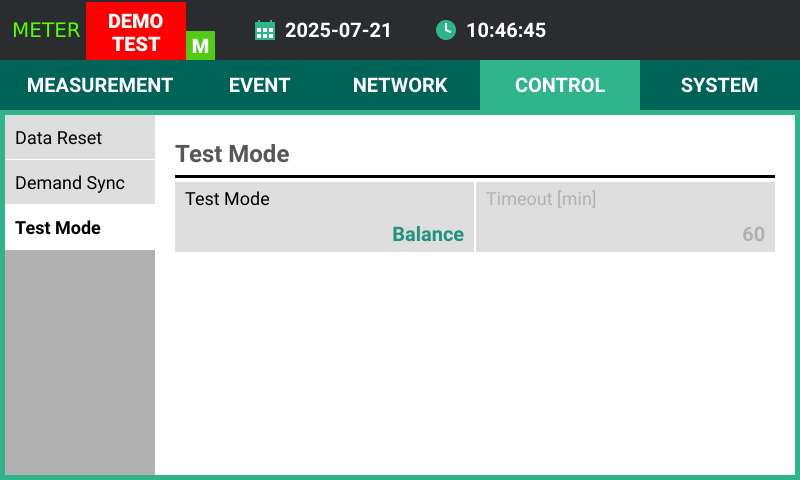 METER
DEMO
TEST
M
2025-07-21
10:46:45
MEASUREMENT
EVENT
NETWORK
CONTROL
SYSTEM
Data Reset
Demand Sync
Test Mode
Test Mode
Test Mode
Balance
Timeout [min]
60